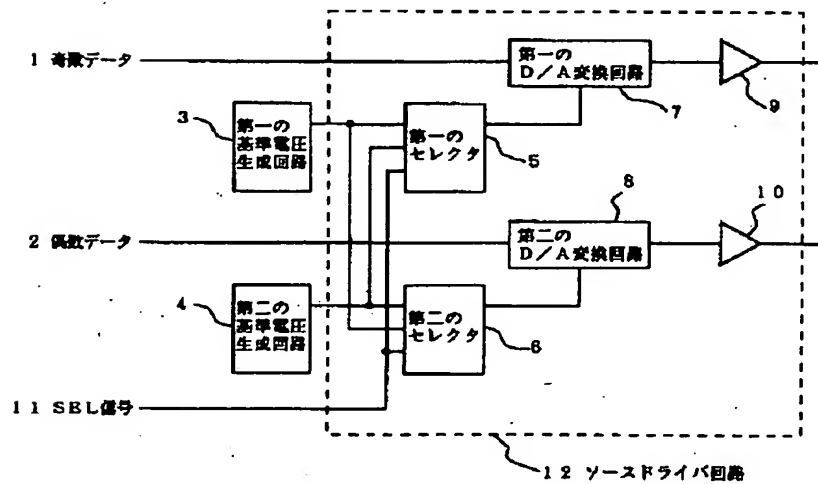 1 奇数データ
第一の
D/A変換回路
7
9
3
第一の
基準電圧
生成回路
第一の
セレクタ
5
8
10
2 偶数データ
第二の
D/A変換回路
4
第二の
基準電圧
生成回路
第二の
セレクタ
6
11 SEL信号
12 ソースドライバ回路